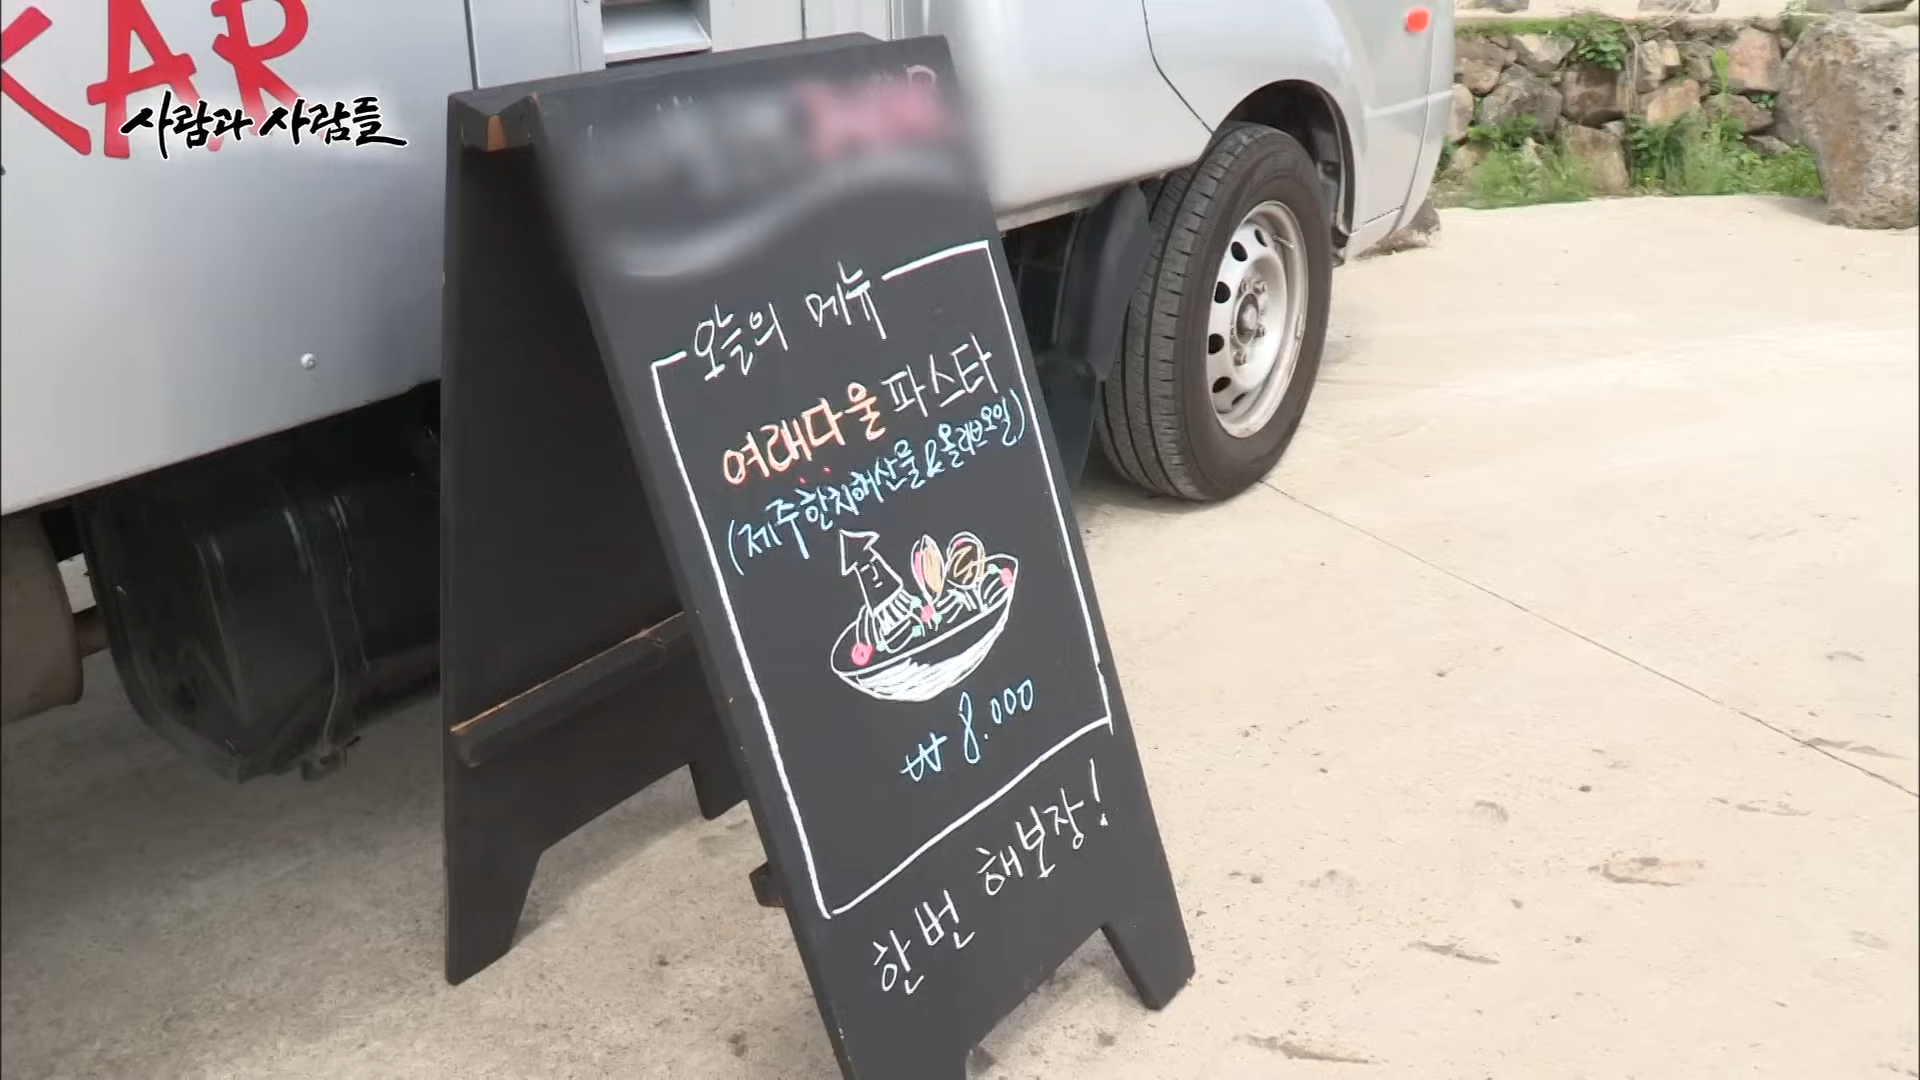 KAR
사람과 사람들
오늘의 메뉴
여래다울 파스타
(제주한치해산물&올리브오일)
₩ 8.000
한번 해보장!